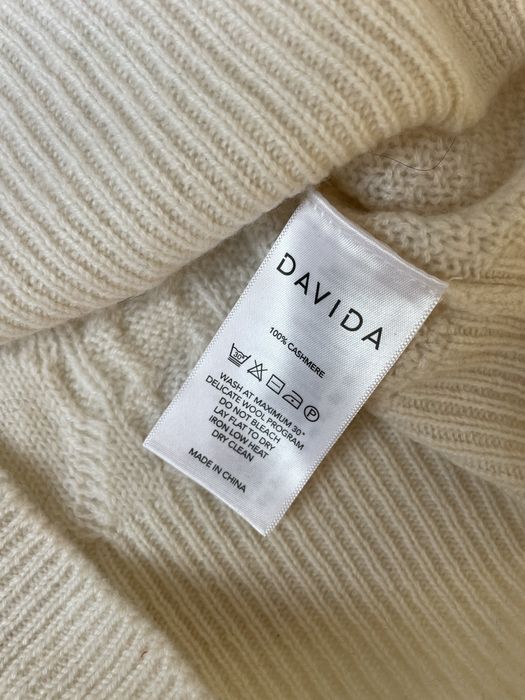 DAVIDA
100% CASHMERE
30°
P
WASH AT MAXIMUM 30°
DELICATE WOOL PROGRAM
DO NOT BLEACH
LAY FLAT TO DRY
IRON LOW HEAT
DRY CLEAN
MADE IN CHINA